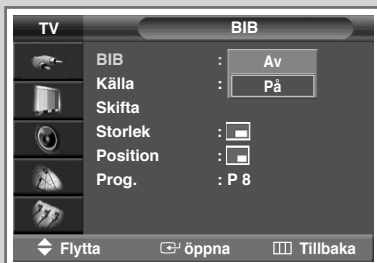 TV BIB
BIB : Av
Källa : På
Skifta
Storlek :
Position :
Prog. : P 8
Flytta öppna Tillbaka